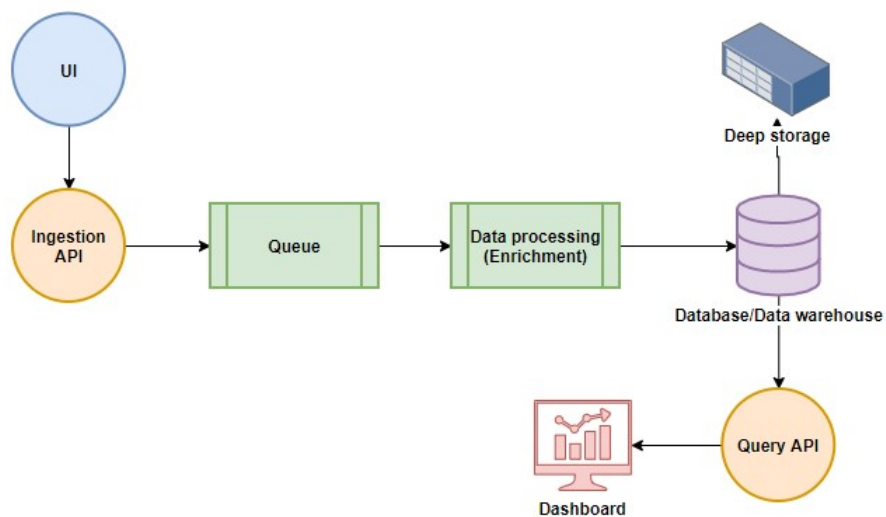 UI
Deep storage
Ingestion
API
Queue
Data processing
(Enrichment)
Database/Data warehouse
Query API
Dashboard